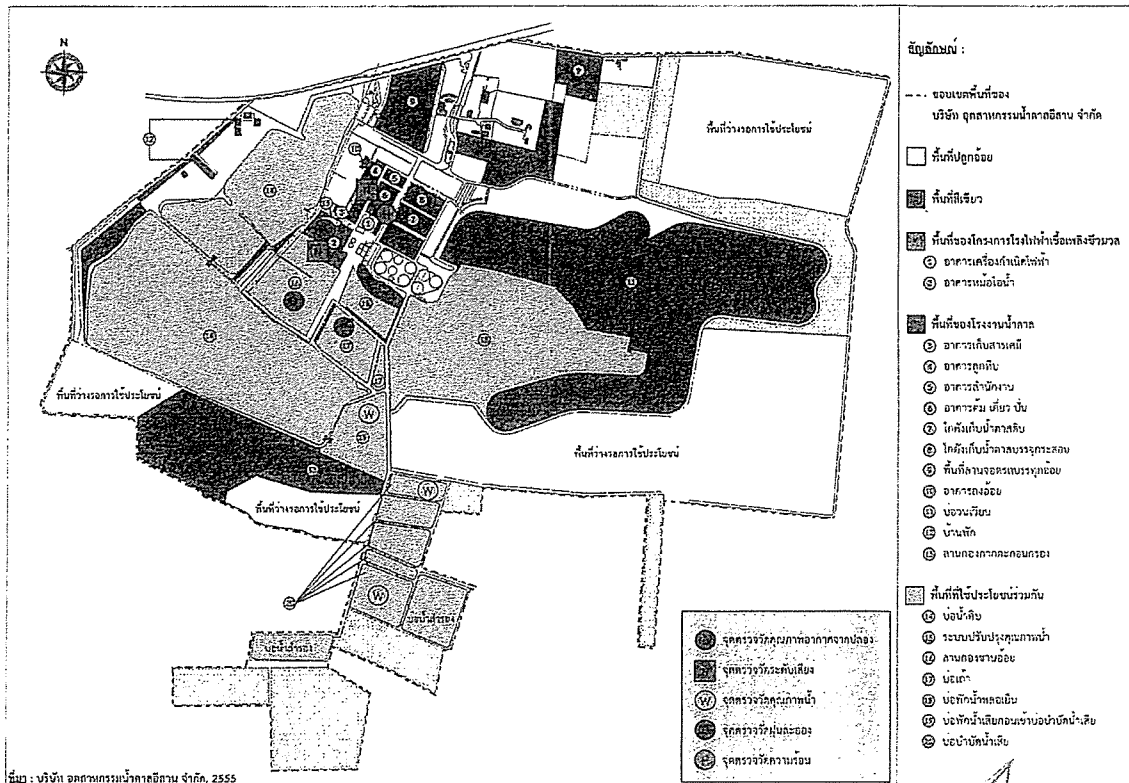 N
พื้นที่ว่างรอการใช้ประโยชน์
พื้นที่ว่างรอการใช้ประโยชน์
พื้นที่ว่างรอการใช้ประโยชน์
พื้นที่ว่างรอการใช้ประโยชน์
W
W
W
บ่อน้ำสำรอง
บ่อน้ำสำรอง
จุดตรวจวัดคุณภาพอากาศจากปล่อง
จุดตรวจวัดระดับเสียง
W จุดตรวจวัดคุณภาพน้ำ
จุดตรวจวัดฝุ่นละออง
จุดตรวจวัดความร้อน
ที่มา : บริษัท อุตสาหกรรมน้ำตาลอีสาน จำกัด, 2555
สัญลักษณ์ :
ขอบเขตพื้นที่ของ
บริษัท อุตสาหกรรมน้ำตาลอีสาน จำกัด
พื้นที่ปลูกอ้อย
พื้นที่สีเขียว
พื้นที่ของโครงการโรงไฟฟ้าเชื้อเพลิงชีวมวล
① อาคารเครื่องกำเนิดไฟฟ้า
② อาคารหม้อไอน้ำ
พื้นที่ของโรงงานน้ำตาล
③ อาคารเก็บสารเคมี
④ อาคารลูกหีบ
⑤ อาคารสำนักงาน
⑥ อาคารต้ม เคี่ยว ปั่น
⑦ โกดังเก็บน้ำตาลดิบ
⑧ โกดังเก็บน้ำตาลบรรจุกระสอบ
⑨ พื้นที่ลานจอดรถบรรทุกอ้อย
⑩ อาคารกองอ้อย
⑪ บ่อวนเวียน
⑫ บ้านพัก
⑬ ลานกองกากตะกอนกรอง
พื้นที่ที่ใช้ประโยชน์ร่วมกัน
⑭ บ่อน้ำดิบ
⑮ ระบบปรับปรุงคุณภาพน้ำ
⑯ ลานกองชานอ้อย
⑰ บ่อเถ้า
⑱ บ่อพักน้ำหล่อเย็น
⑲ บ่อพักน้ำเสียก่อนเข้าบ่อบำบัดน้ำเสีย
⑳ บ่อบำบัดน้ำเสีย